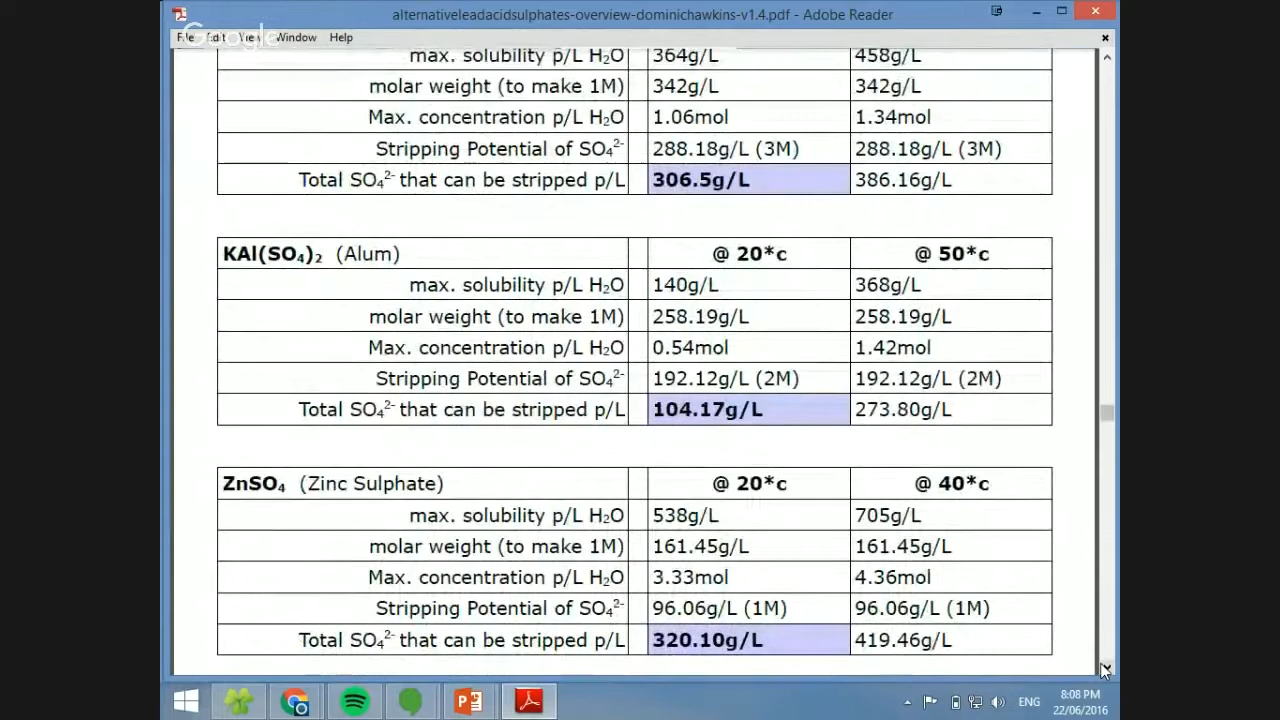 alternativeleadacidsulphates-overview-dominichawkins-v1.4.pdf - Adobe Reader
Google
File Edit View Window Help
max. solubility p/L H₂O 364g/L 458g/L
molar weight (to make 1M) 342g/L 342g/L
Max. concentration p/L H₂O 1.06mol 1.34mol
Stripping Potential of SO₄²⁻ 288.18g/L (3M) 288.18g/L (3M)
Total SO₄²⁻ that can be stripped p/L 306.5g/L 386.16g/L
KAl(SO₄)₂ (Alum) @ 20*c @ 50*c
max. solubility p/L H₂O 140g/L 368g/L
molar weight (to make 1M) 258.19g/L 258.19g/L
Max. concentration p/L H₂O 0.54mol 1.42mol
Stripping Potential of SO₄²⁻ 192.12g/L (2M) 192.12g/L (2M)
Total SO₄²⁻ that can be stripped p/L 104.17g/L 273.80g/L
ZnSO₄ (Zinc Sulphate) @ 20*c @ 40*c
max. solubility p/L H₂O 538g/L 705g/L
molar weight (to make 1M) 161.45g/L 161.45g/L
Max. concentration p/L H₂O 3.33mol 4.36mol
Stripping Potential of SO₄²⁻ 96.06g/L (1M) 96.06g/L (1M)
Total SO₄²⁻ that can be stripped p/L 320.10g/L 419.46g/L
ENG
8:08 PM
22/06/2016